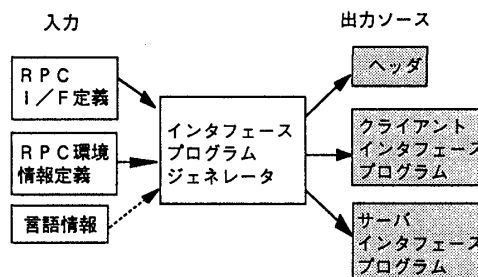 入力
出力ソース
RPC
I/F定義
RPC環境
情報定義
言語情報
インタフェース
プログラム
ジェネレータ
ヘッダ
クライアント
インタフェース
プログラム
サーバ
インタフェース
プログラム